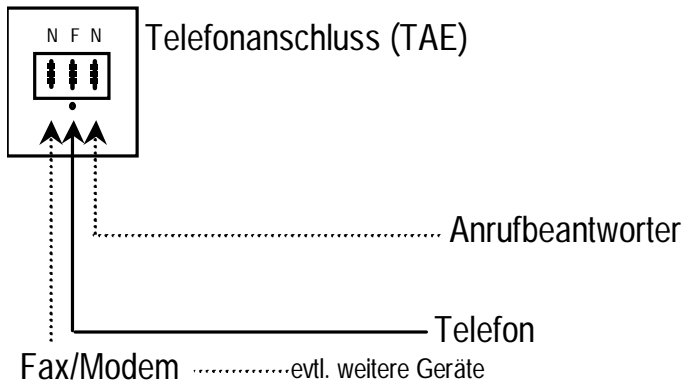 N F N
Telefonanschluss (TAE)
Anrufbeantworter
Telefon
Fax/Modem evtl. weitere Geräte